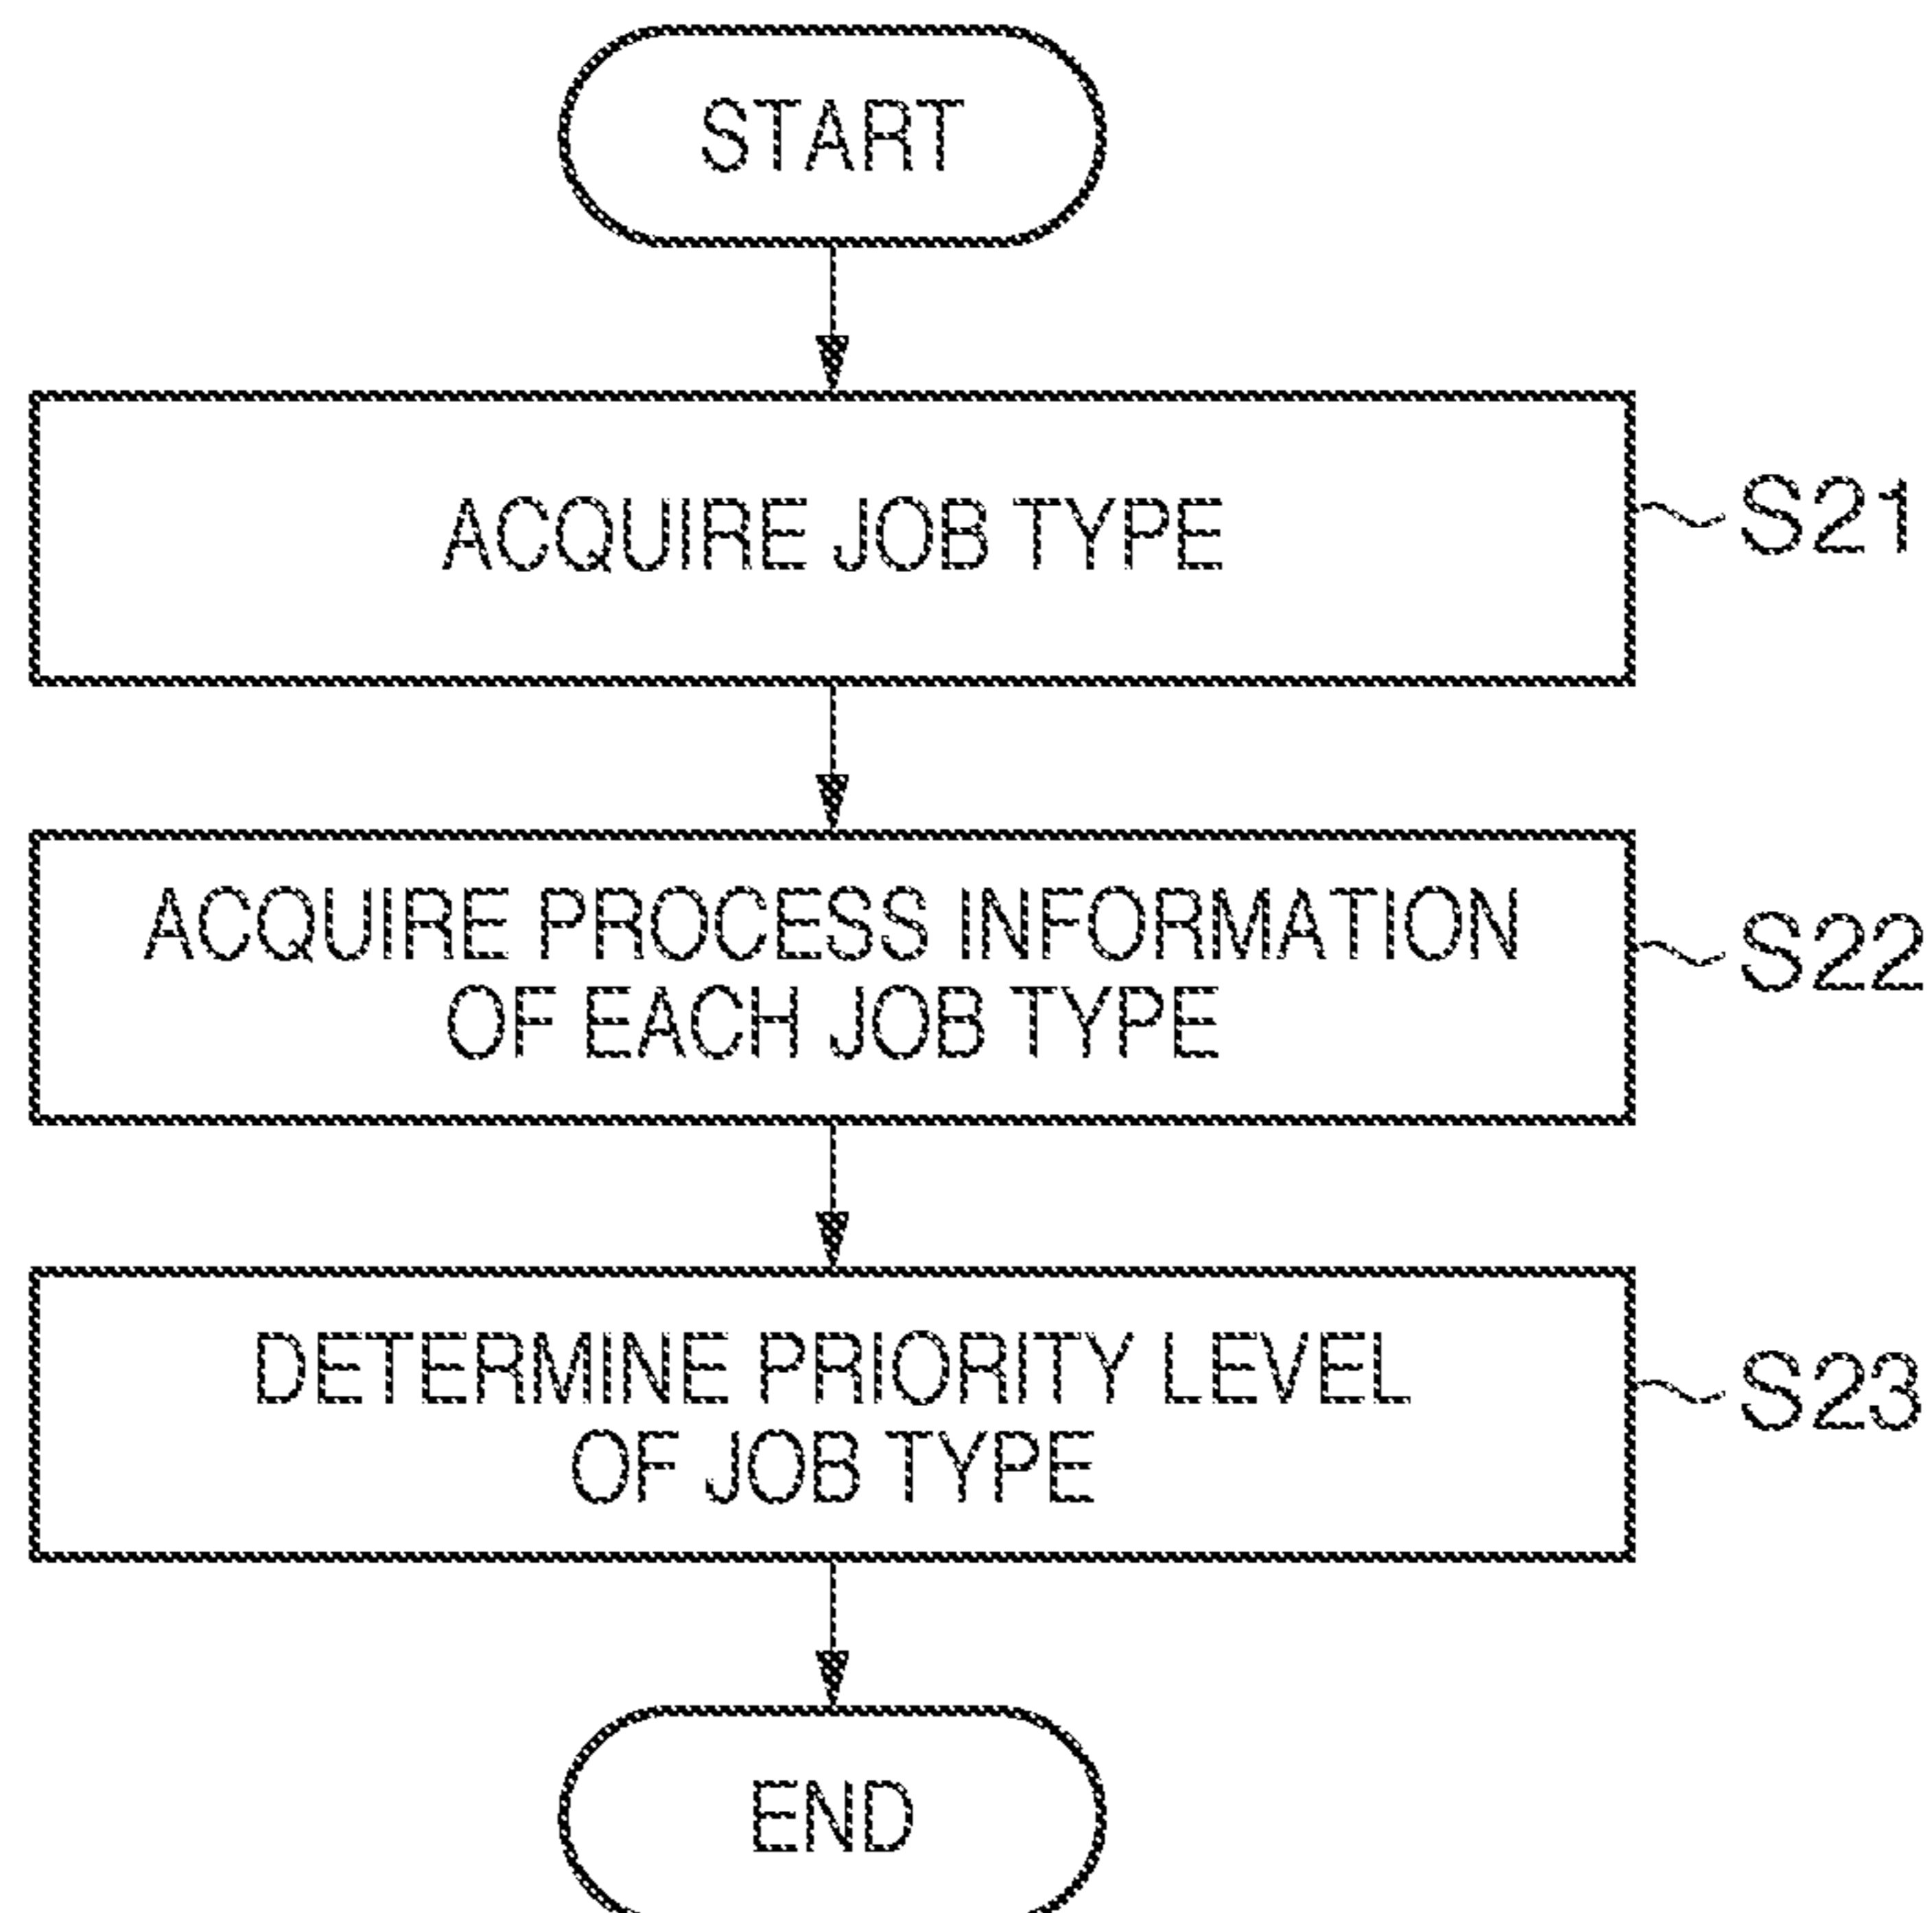 START
ACQUIRE JOB TYPE
S21
ACQUIRE PROCESS INFORMATION
OF EACH JOB TYPE
S22
DETERMINE PRIORITY LEVEL
OF JOB TYPE
S23
END